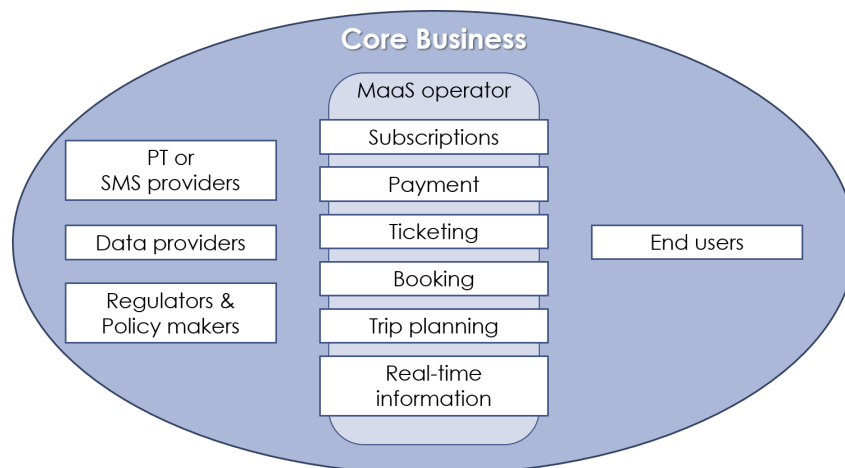 Core Business
MaaS operator
Subscriptions
Payment
Ticketing
Booking
Trip planning
Real-time
information
PT or
SMS providers
Data providers
Regulators &
Policy makers
End users